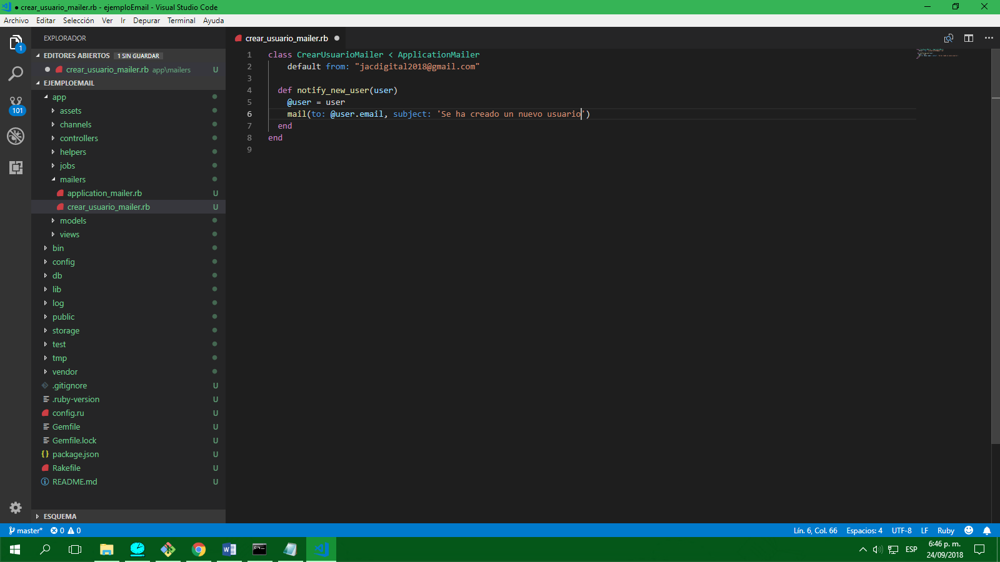 ● crear_usuario_mailer.rb - ejemploEmail - Visual Studio Code
Archivo Editar Selección Ver Ir Depurar Terminal Ayuda
EXPLORADOR
1
EDITORES ABIERTOS 1 SIN GUARDAR
crear_usuario_mailer.rb app\mailers U
EJEMPLOEMAIL
app
assets
101
channels
controllers
helpers
jobs
mailers
application_mailer.rb U
crear_usuario_mailer.rb U
models
views
bin
config
db
lib
log
public
storage
test
tmp
vendor
.gitignore U
.ruby-version U
config.ru U
Gemfile U
Gemfile.lock U
{} package.json U
Rakefile U
README.md U
ESQUEMA
crear_usuario_mailer.rb
1 class CrearUsuarioMailer < ApplicationMailer
2 default from: "jacdigital2018@gmail.com"
3
4 def notify_new_user(user)
5 @user = user
6 mail(to: @user.email, subject: 'Se ha creado un nuevo usuario')
7 end
8 end
9
master* 0 0 Lín. 6, Col. 66 Espacios: 4 UTF-8 LF Ruby
ESP
6:46 p. m.
24/09/2018